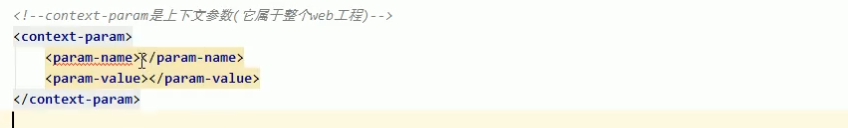 <!--context-param是上下文参数(它属于整个web工程)-->
<context-param>
<param-name></param-name>
<param-value></param-value>
</context-param>